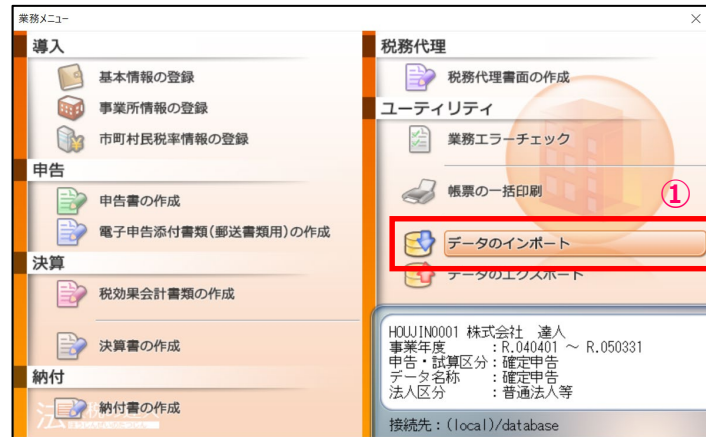 業務メニュー
導入
基本情報の登録
事業所情報の登録
市町村民税率情報の登録
申告
申告書の作成
電子申告添付書類(郵送書類用)の作成
決算
税効果会計書類の作成
決算書の作成
納付
納付書の作成
税務代理
税務代理書面の作成
ユーティリティ
業務エラーチェック
帳票の一括印刷
①
データのインポート
データのエクスポート
HOUJIN0001 株式会社 達人
事業年度 :R.040401 ~ R.050331
申告・試算区分:確定申告
データ名称 :確定申告
法人区分 :普通法人等
接続先:(local)/database